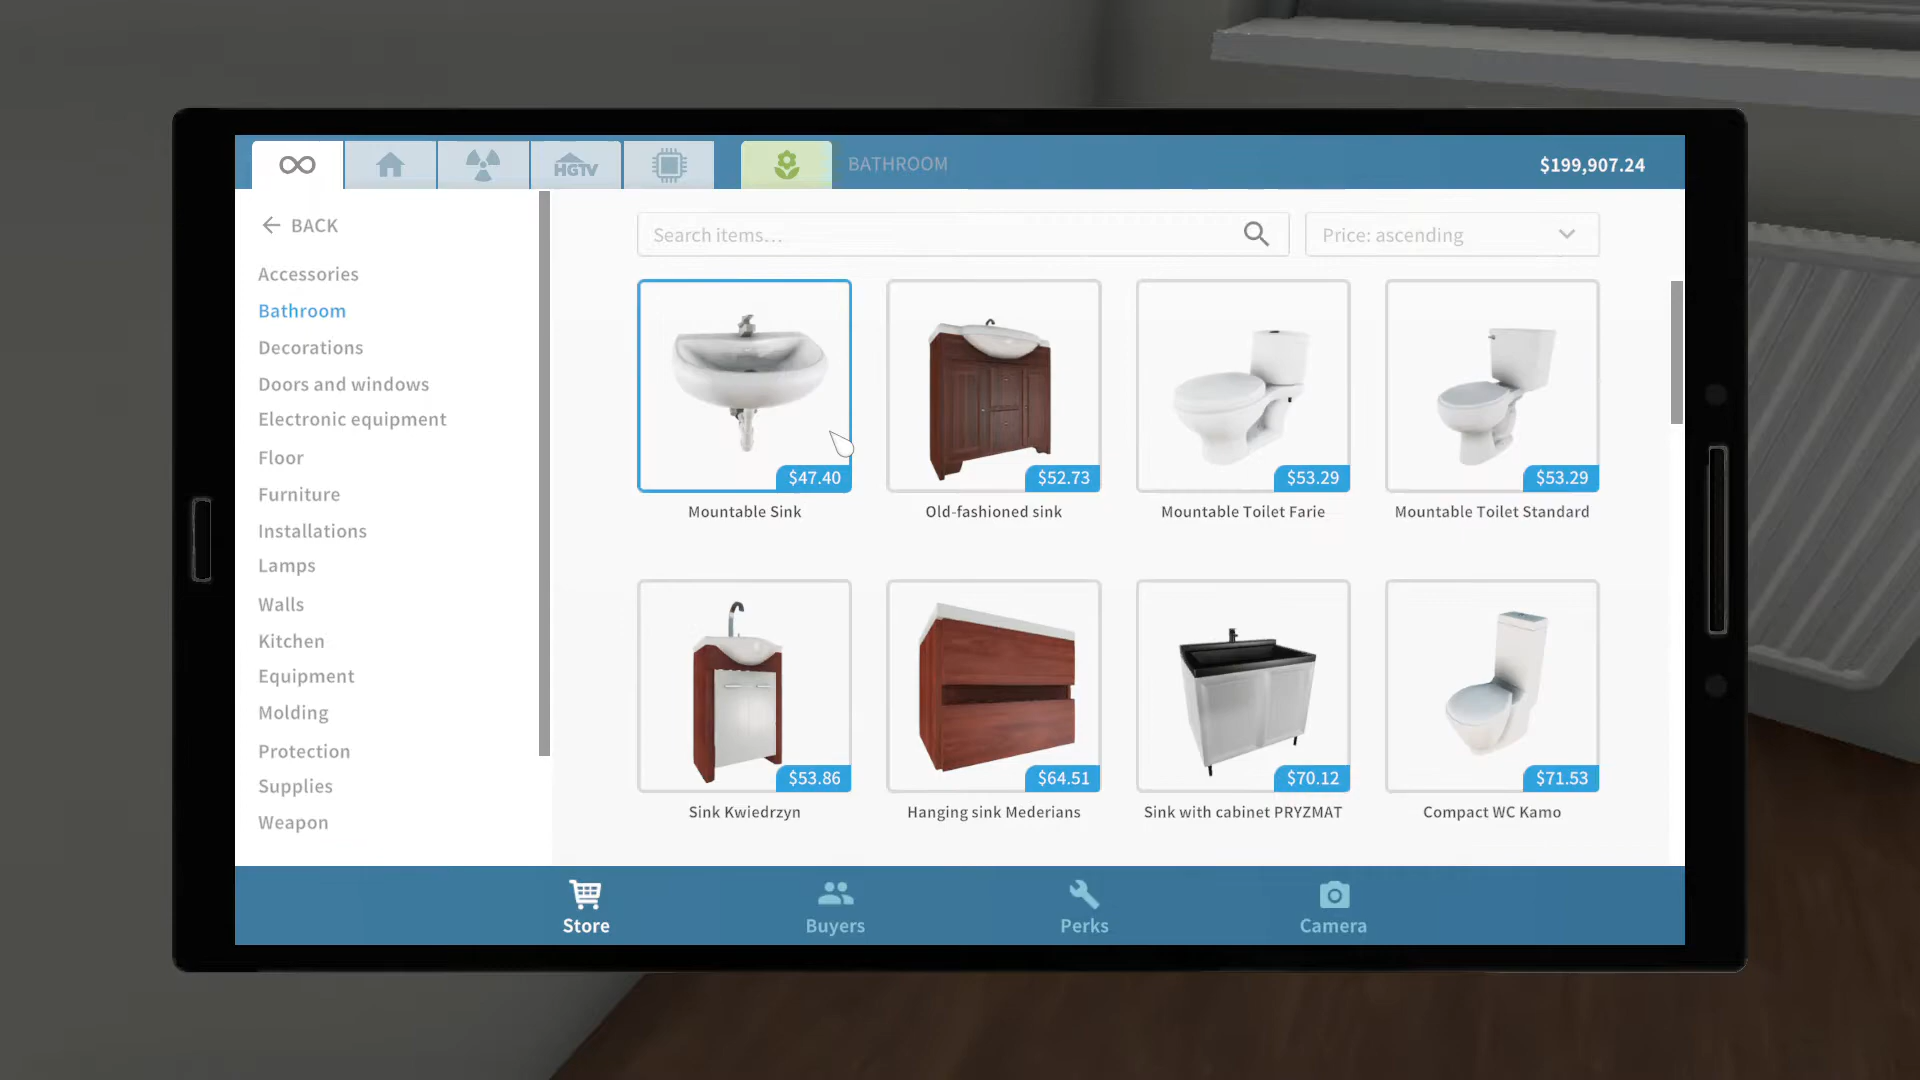 HGTV
BATHROOM
$199,907.24
BACK
Search items...
Price: ascending
Accessories
Bathroom
Decorations
Doors and windows
Electronic equipment
Floor
Furniture
Installations
Lamps
Walls
Kitchen
Equipment
Molding
Protection
Supplies
Weapon
$47.40
$52.73
$53.29
$53.29
Mountable Sink
Old-fashioned sink
Mountable Toilet Farie
Mountable Toilet Standard
$53.86
$64.51
$70.12
$71.53
Sink Kwiedrzyn
Hanging sink Mederians
Sink with cabinet PRYZMAT
Compact WC Kamo
Store
Buyers
Perks
Camera